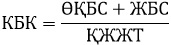 КБК = ӨҚБС + ЖБС / ҚЖЖТ